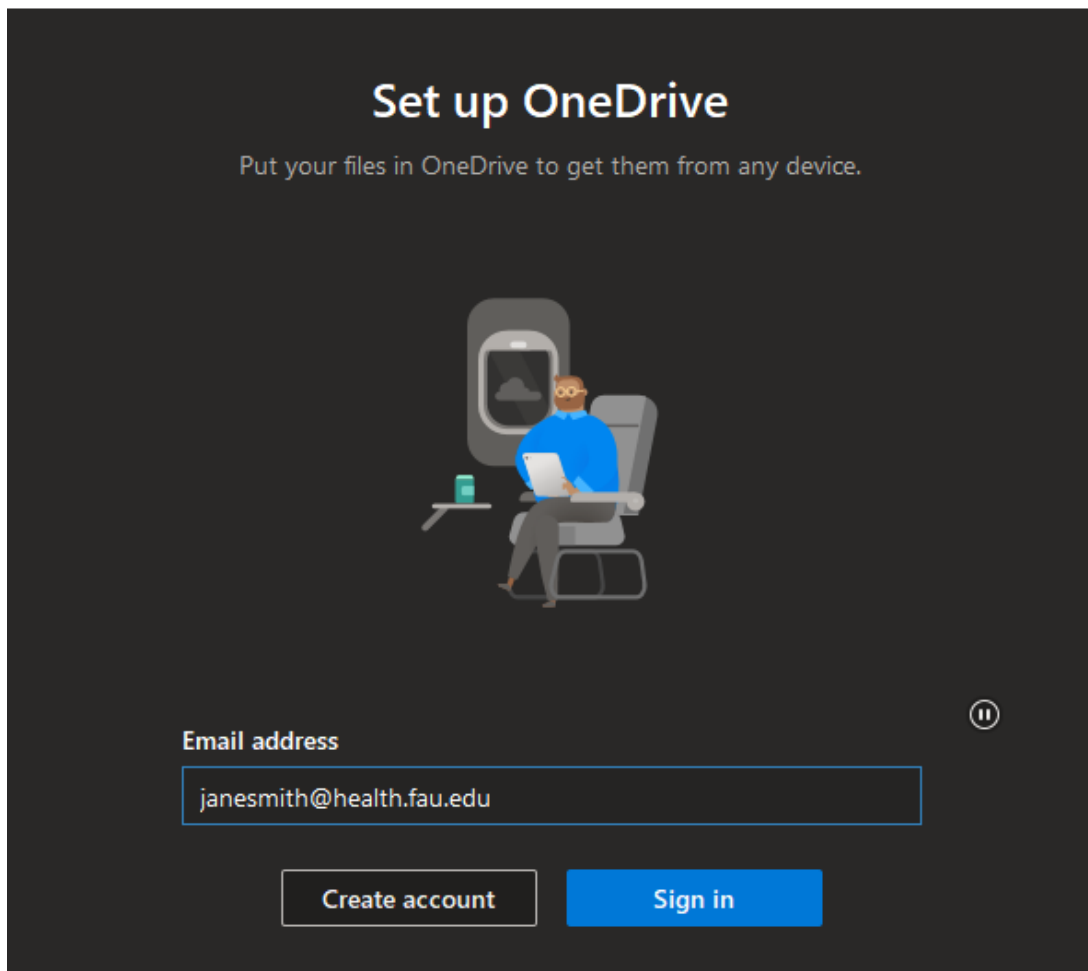 Set up OneDrive
Put your files in OneDrive to get them from any device.
Email address
janesmith@health.fau.edu
Create account
Sign in